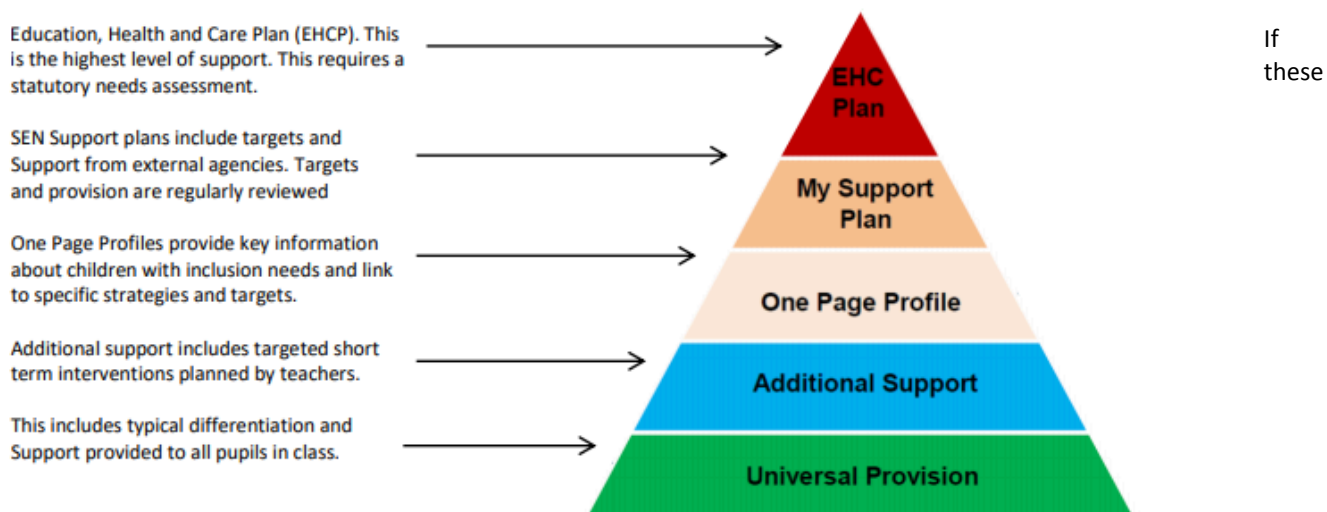 Education, Health and Care Plan (EHCP). This
is the highest level of support. This requires a
statutory needs assessment.
EHC
Plan
If
these
SEN Support plans include targets and
Support from external agencies. Targets
and provision are regularly reviewed
My Support
Plan
One Page Profiles provide key information
about children with inclusion needs and link
to specific strategies and targets.
One Page Profile
Additional support includes targeted short
term interventions planned by teachers.
Additional Support
This includes typical differentiation and
Support provided to all pupils in class.
Universal Provision